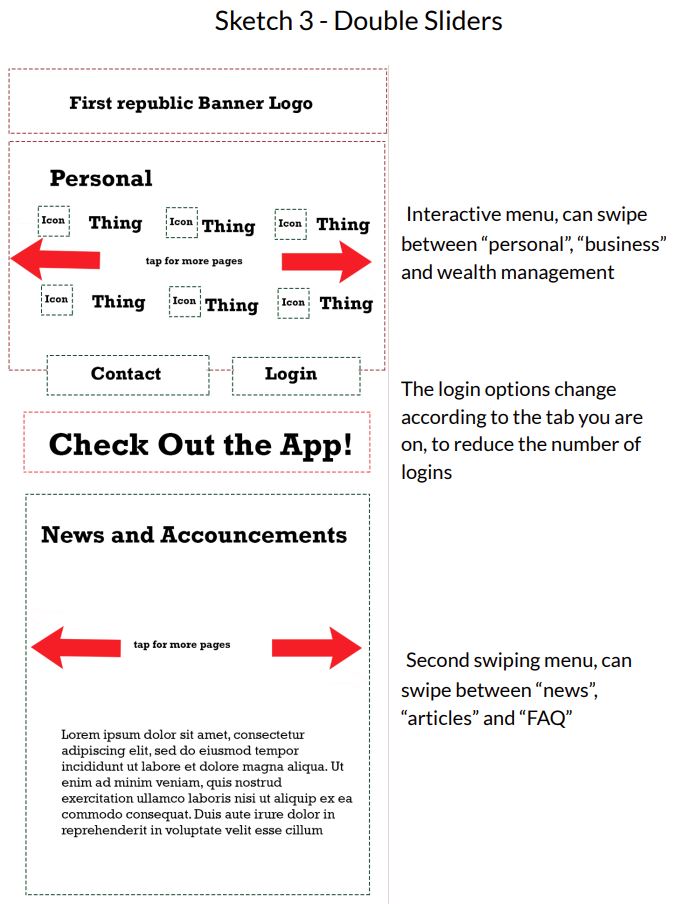 Sketch 3 - Double Sliders
First republic Banner Logo
Personal
Icon Thing Icon Thing Icon Thing
tap for more pages
Icon Thing Icon Thing Icon Thing
Contact Login
Check Out the App!
News and Accouncements
tap for more pages
Lorem ipsum dolor sit amet, consectetur
adipiscing elit, sed do eiusmod tempor
incididunt ut labore et dolore magna aliqua. Ut
enim ad minim veniam, quis nostrud
exercitation ullamco laboris nisi ut aliquip ex ea
commodo consequat. Duis aute irure dolor in
reprehenderit in voluptate velit esse cillum
Interactive menu, can swipe
between “personal”, “business”
and wealth management
The login options change
according to the tab you are
on, to reduce the number of
logins
Second swiping menu, can
swipe between “news”,
“articles” and “FAQ”